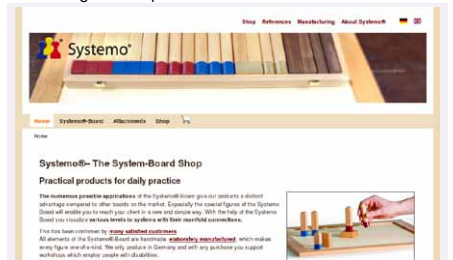 Shop References Manufacturing About Systemo®
Systemo®
Home Systemo®-Board Attachments Shop
Home
Systemo®– The System-Board Shop
Practical products for daily practice
The numerous possible applications of the Systemo®-Board give our products a distinct
advantage compared to other boards on the market. Especially the special figures of the Systemo
Board will enable you to reach your client in a new and simple way. With the help of the Systemo
Board you visualize various levels in systems with their manifold connections.
This has been confirmed by many satisfied customers.
All elements of the Systemo®-Board are handmade, elaborately manufactured, which makes
every figure one-of-a-kind. We only produce in Germany and with any purchase you support
workshops which employ people with disabilities.